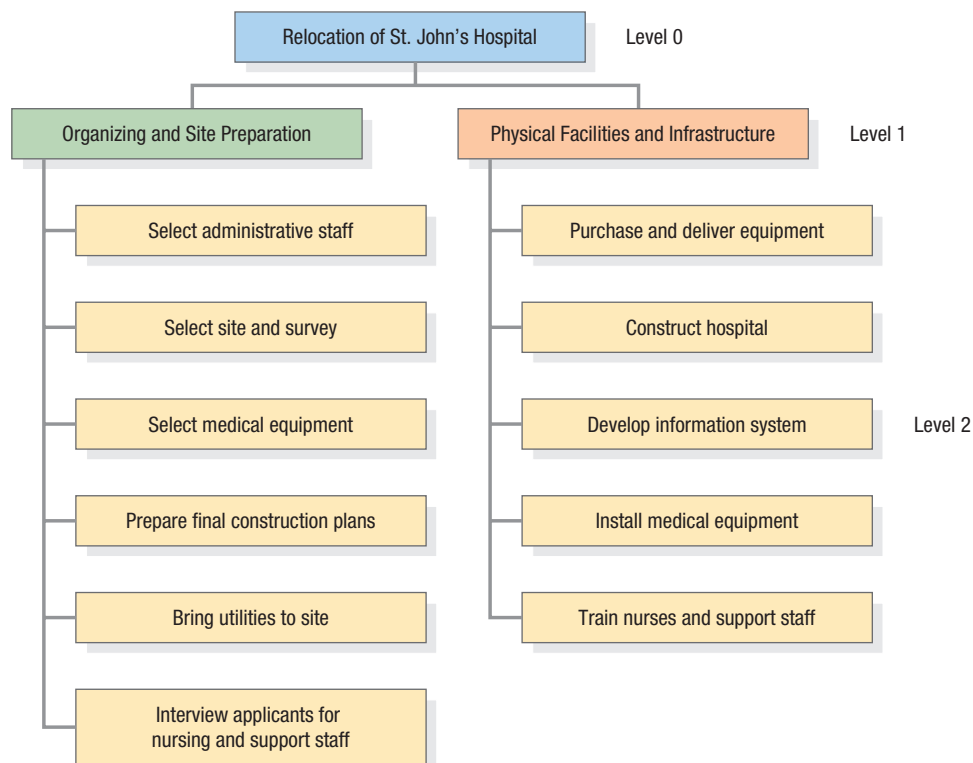 Relocation of St. John’s Hospital
Level 0
Organizing and Site Preparation
Physical Facilities and Infrastructure
Level 1
Select administrative staff
Select site and survey
Select medical equipment
Prepare final construction plans
Bring utilities to site
Interview applicants for
nursing and support staff
Purchase and deliver equipment
Construct hospital
Develop information system
Level 2
Install medical equipment
Train nurses and support staff